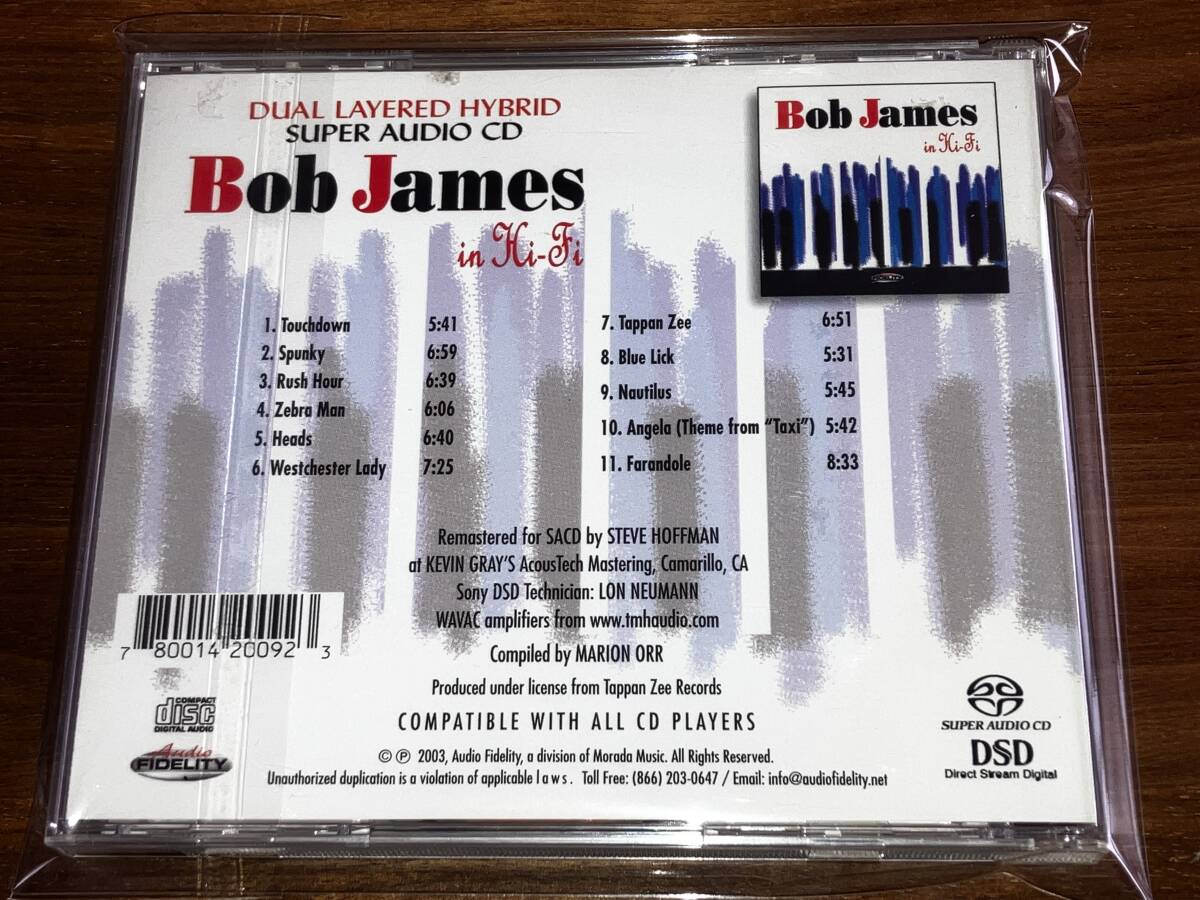 DUAL LAYERED HYBRID
SUPER AUDIO CD
Bob James
in Hi-Fi
Bob James
in Hi-Fi
FIDELITY
1. Touchdown 5:41
2. Spunky 6:59
3. Rush Hour 6:39
4. Zebra Man 6:06
5. Heads 6:40
6. Westchester Lady 7:25
7. Tappan Zee 6:51
8. Blue Lick 5:31
9. Nautilus 5:45
10. Angela (Theme from "Taxi") 5:42
11. Farandole 8:33
Remastered for SACD by STEVE HOFFMAN
at KEVIN GRAY'S AcousTech Mastering, Camarillo, CA
Sony DSD Technician: LON NEUMANN
WAVAC amplifiers from www.tmhaudio.com
Compiled by MARION ORR
Produced under license from Tappan Zee Records
COMPATIBLE WITH ALL CD PLAYERS
© ℗ 2003, Audio Fidelity, a division of Morada Music. All Rights Reserved.
Unauthorized duplication is a violation of applicable laws. Toll Free: (866) 203-0647 / Email: info@audiofidelity.net
7 80014 20092 3
COMPACT
disc
DIGITAL AUDIO
Audio
FIDELITY
SUPER AUDIO CD
DSD
Direct Stream Digital